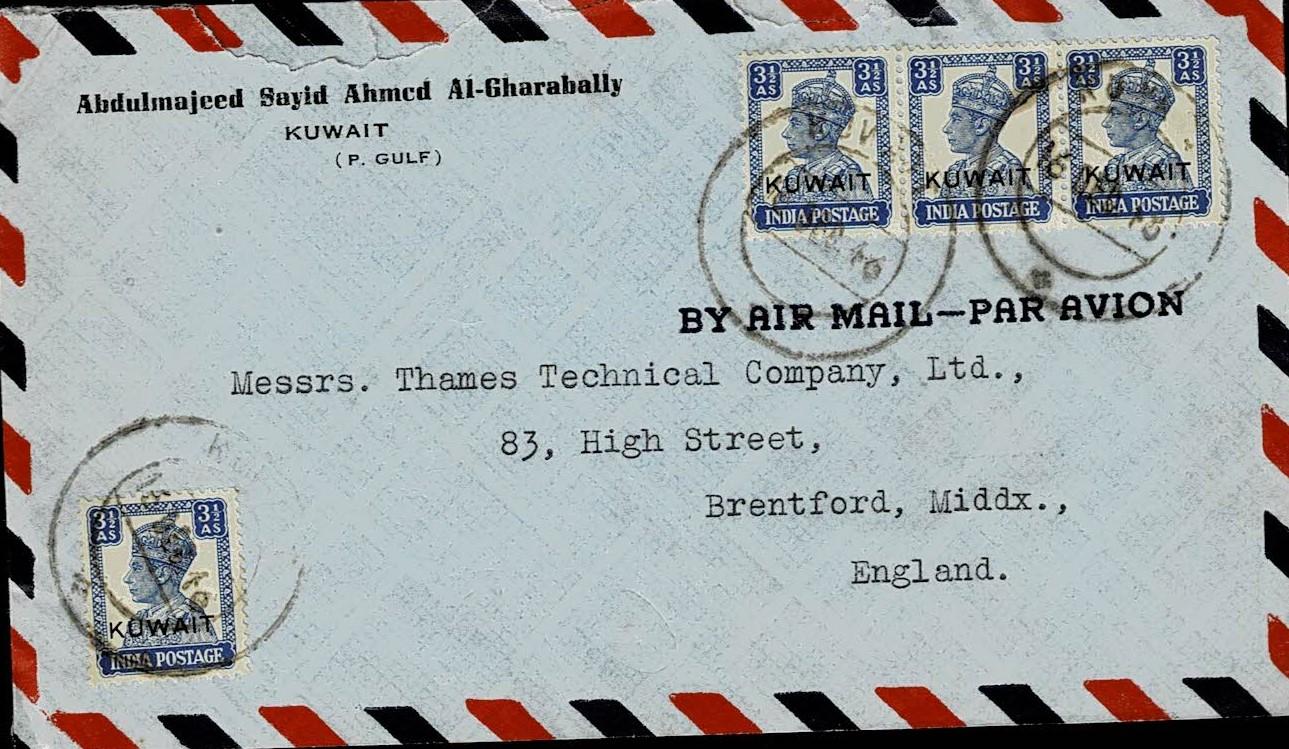 Abdulmajeed Sayid Ahmed Al-Gharabally
KUWAIT
(P. GULF)
3½ AS 3½ AS
KUWAIT
INDIA POSTAGE
3½ AS 3½ AS
KUWAIT
INDIA POSTAGE
3½ AS 3½ AS
KUWAIT
INDIA POSTAGE
BY AIR MAIL—PAR AVION
Messrs. Thames Technical Company, Ltd.,
83, High Street,
Brentford, Middx.,
England.
3½ AS 3½ AS
KUWAIT
INDIA POSTAGE